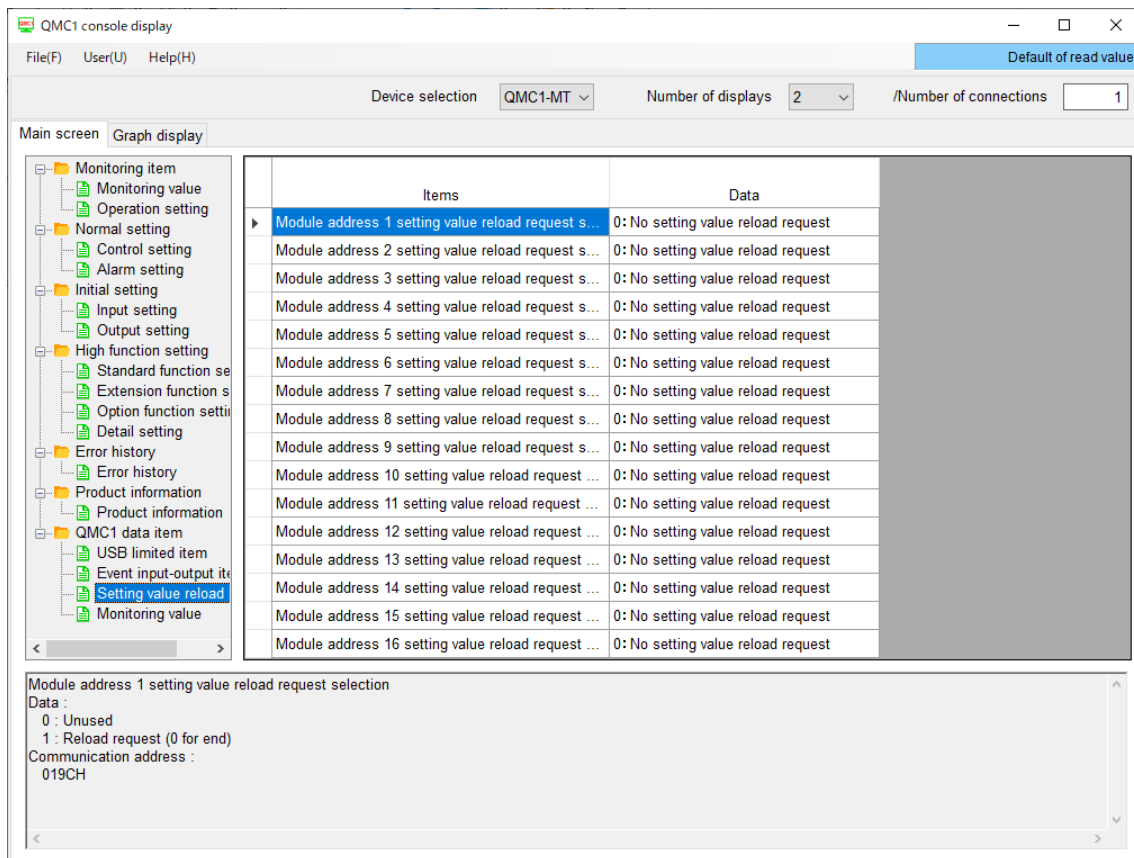 QMC1 console display
File(F) User(U) Help(H) Default of read value
Device selection QMC1-MT Number of displays 2 /Number of connections 1
Main screen Graph display
Monitoring item
Monitoring value
Operation setting
Normal setting
Control setting
Alarm setting
Initial setting
Input setting
Output setting
High function setting
Standard function se
Extension function s
Option function settin
Detail setting
Error history
Error history
Product information
Product information
QMC1 data item
USB limited item
Event input-output ite
Setting value reload
Monitoring value
Items Data
Module address 1 setting value reload request s... 0: No setting value reload request
Module address 2 setting value reload request s... 0: No setting value reload request
Module address 3 setting value reload request s... 0: No setting value reload request
Module address 4 setting value reload request s... 0: No setting value reload request
Module address 5 setting value reload request s... 0: No setting value reload request
Module address 6 setting value reload request s... 0: No setting value reload request
Module address 7 setting value reload request s... 0: No setting value reload request
Module address 8 setting value reload request s... 0: No setting value reload request
Module address 9 setting value reload request s... 0: No setting value reload request
Module address 10 setting value reload request ... 0: No setting value reload request
Module address 11 setting value reload request ... 0: No setting value reload request
Module address 12 setting value reload request ... 0: No setting value reload request
Module address 13 setting value reload request ... 0: No setting value reload request
Module address 14 setting value reload request ... 0: No setting value reload request
Module address 15 setting value reload request ... 0: No setting value reload request
Module address 16 setting value reload request ... 0: No setting value reload request
Module address 1 setting value reload request selection
Data :
0 : Unused
1 : Reload request (0 for end)
Communication address :
019CH